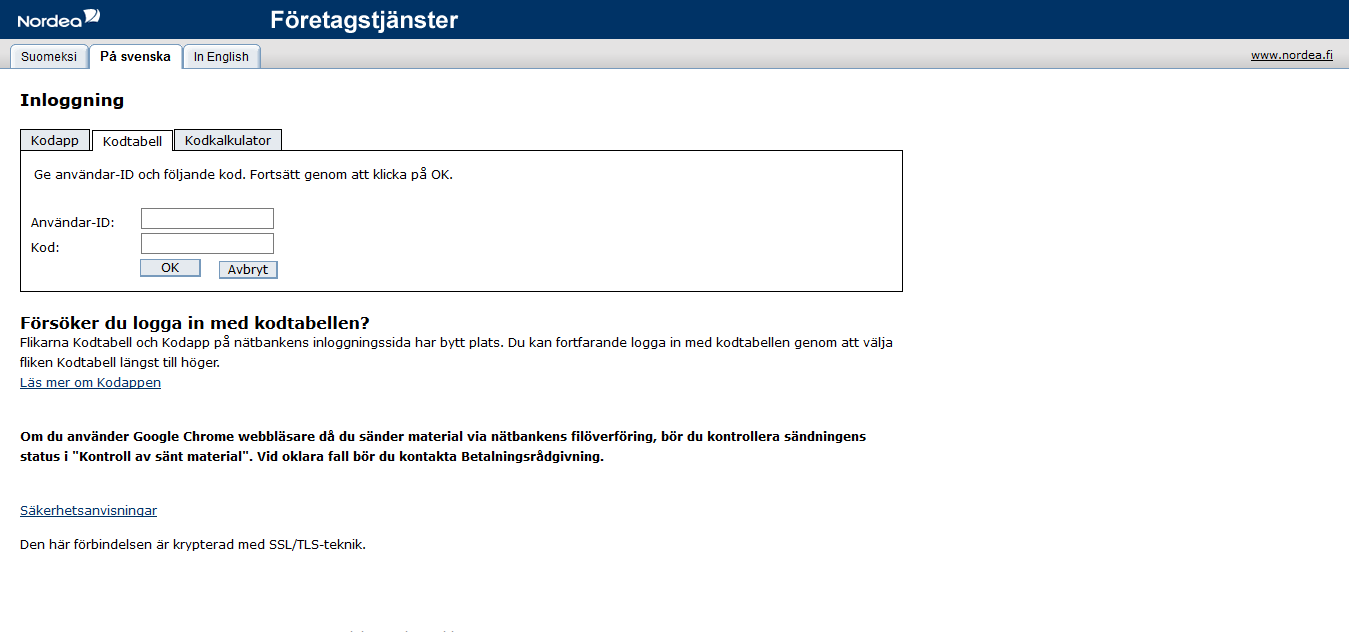 Nordea Företagstjänster
Suomeksi På svenska In English www.nordea.fi
Inloggning
Kodapp Kodtabell Kodkalkulator
Ge användar-ID och följande kod. Fortsätt genom att klicka på OK.
Användar-ID:
Kod:
OK Avbryt
Försöker du logga in med kodtabellen?
Flikarna Kodtabell och Kodapp på nätbankens inloggningssida har bytt plats. Du kan fortfarande logga in med kodtabellen genom att välja
fliken Kodtabell längst till höger.
Läs mer om Kodappen
Om du använder Google Chrome webbläsare då du sänder material via nätbankens filöverföring, bör du kontrollera sändningens
status i "Kontroll av sänt material". Vid oklara fall bör du kontakta Betalningsrådgivning.
Säkerhetsanvisningar
Den här förbindelsen är krypterad med SSL/TLS-teknik.